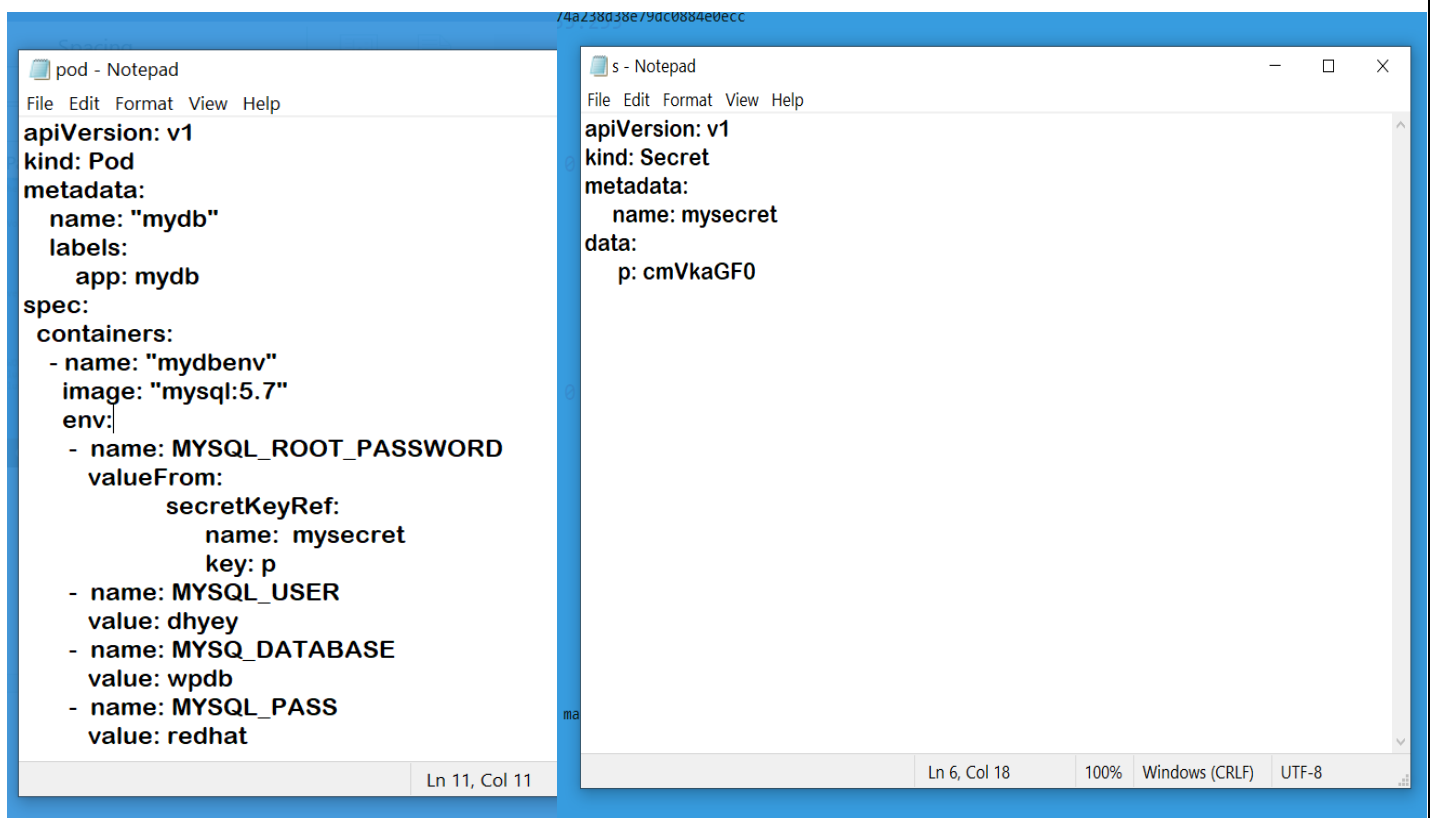 74a238d38e79dc0884e0ecc
Spacing
pod - Notepad
File Edit Format View Help
apiVersion: v1
kind: Pod
metadata:
name: "mydb"
labels:
app: mydb
spec:
containers:
- name: "mydbenv"
image: "mysql:5.7"
env:
- name: MYSQL_ROOT_PASSWORD
valueFrom:
secretKeyRef:
name: mysecret
key: p
- name: MYSQL_USER
value: dhyey
- name: MYSQ_DATABASE
value: wpdb
- name: MYSQL_PASS
value: redhat
Ln 11, Col 11
s - Notepad
File Edit Format View Help
apiVersion: v1
kind: Secret
metadata:
name: mysecret
data:
p: cmVkaGF0
ma
Ln 6, Col 18 100% Windows (CRLF) UTF-8